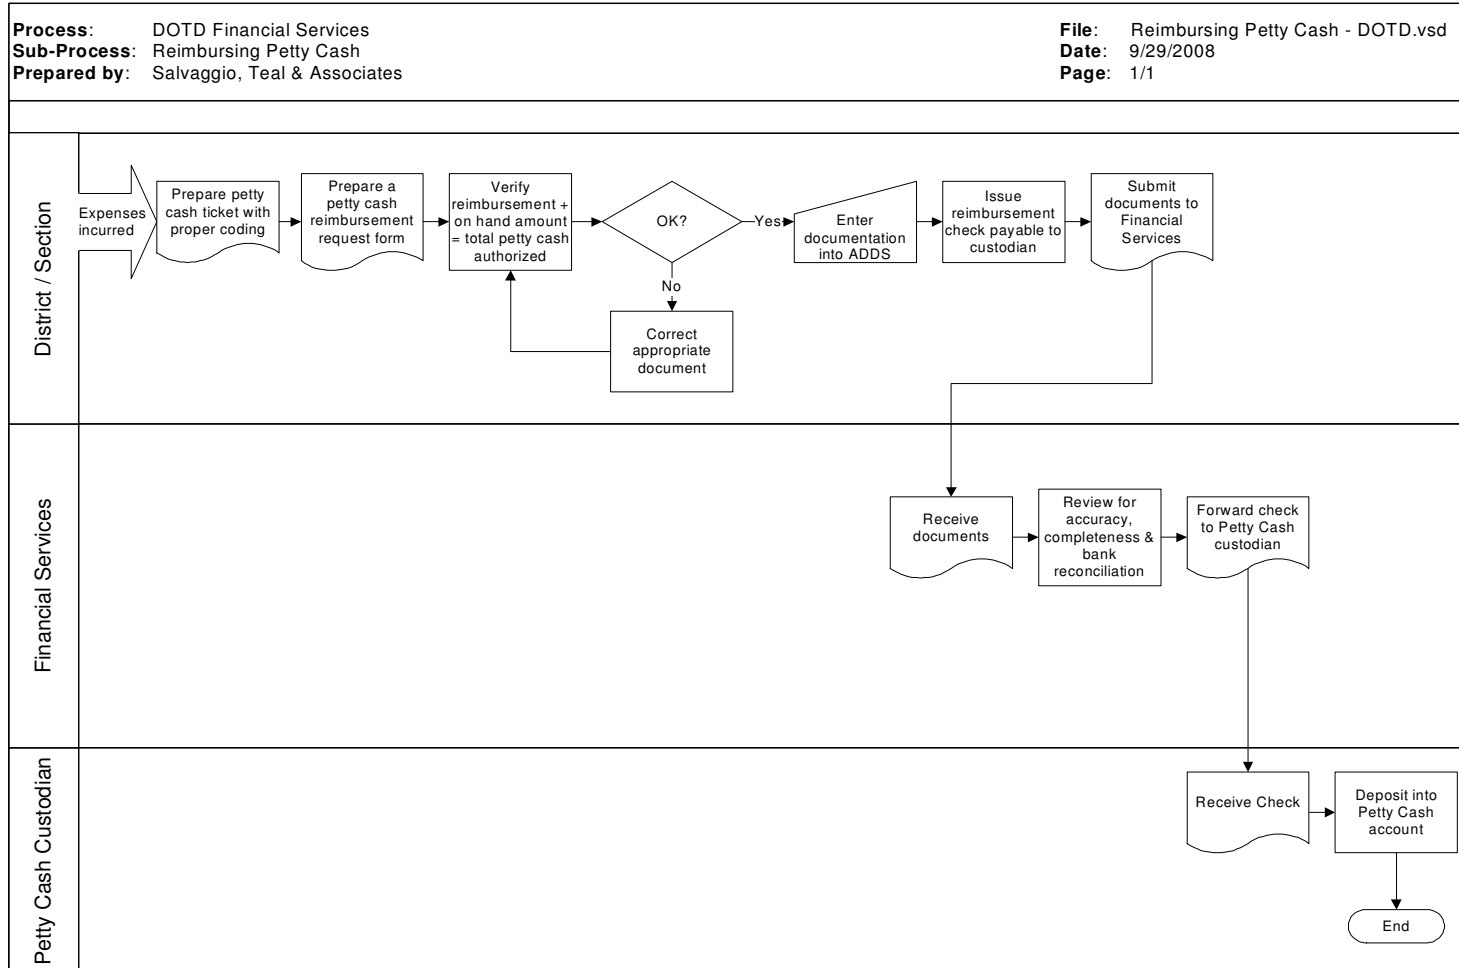 Process: DOTD Financial Services
Sub-Process: Reimbursing Petty Cash
Prepared by: Salvaggio, Teal & Associates
File: Reimbursing Petty Cash - DOTD.vsd
Date: 9/29/2008
Page: 1/1
District / Section
Expenses
incurred
Prepare petty
cash ticket with
proper coding
Prepare a
petty cash
reimbursement
request form
Verify
reimbursement +
on hand amount
= total petty cash
authorized
OK?
Yes
No
Correct
appropriate
document
Enter
documentation
into ADDS
Issue
reimbursement
check payable to
custodian
Submit
documents to
Financial
Services
Financial Services
Receive
documents
Review for
accuracy,
completeness &
bank
reconciliation
Forward check
to Petty Cash
custodian
Petty Cash Custodian
Receive Check
Deposit into
Petty Cash
account
End